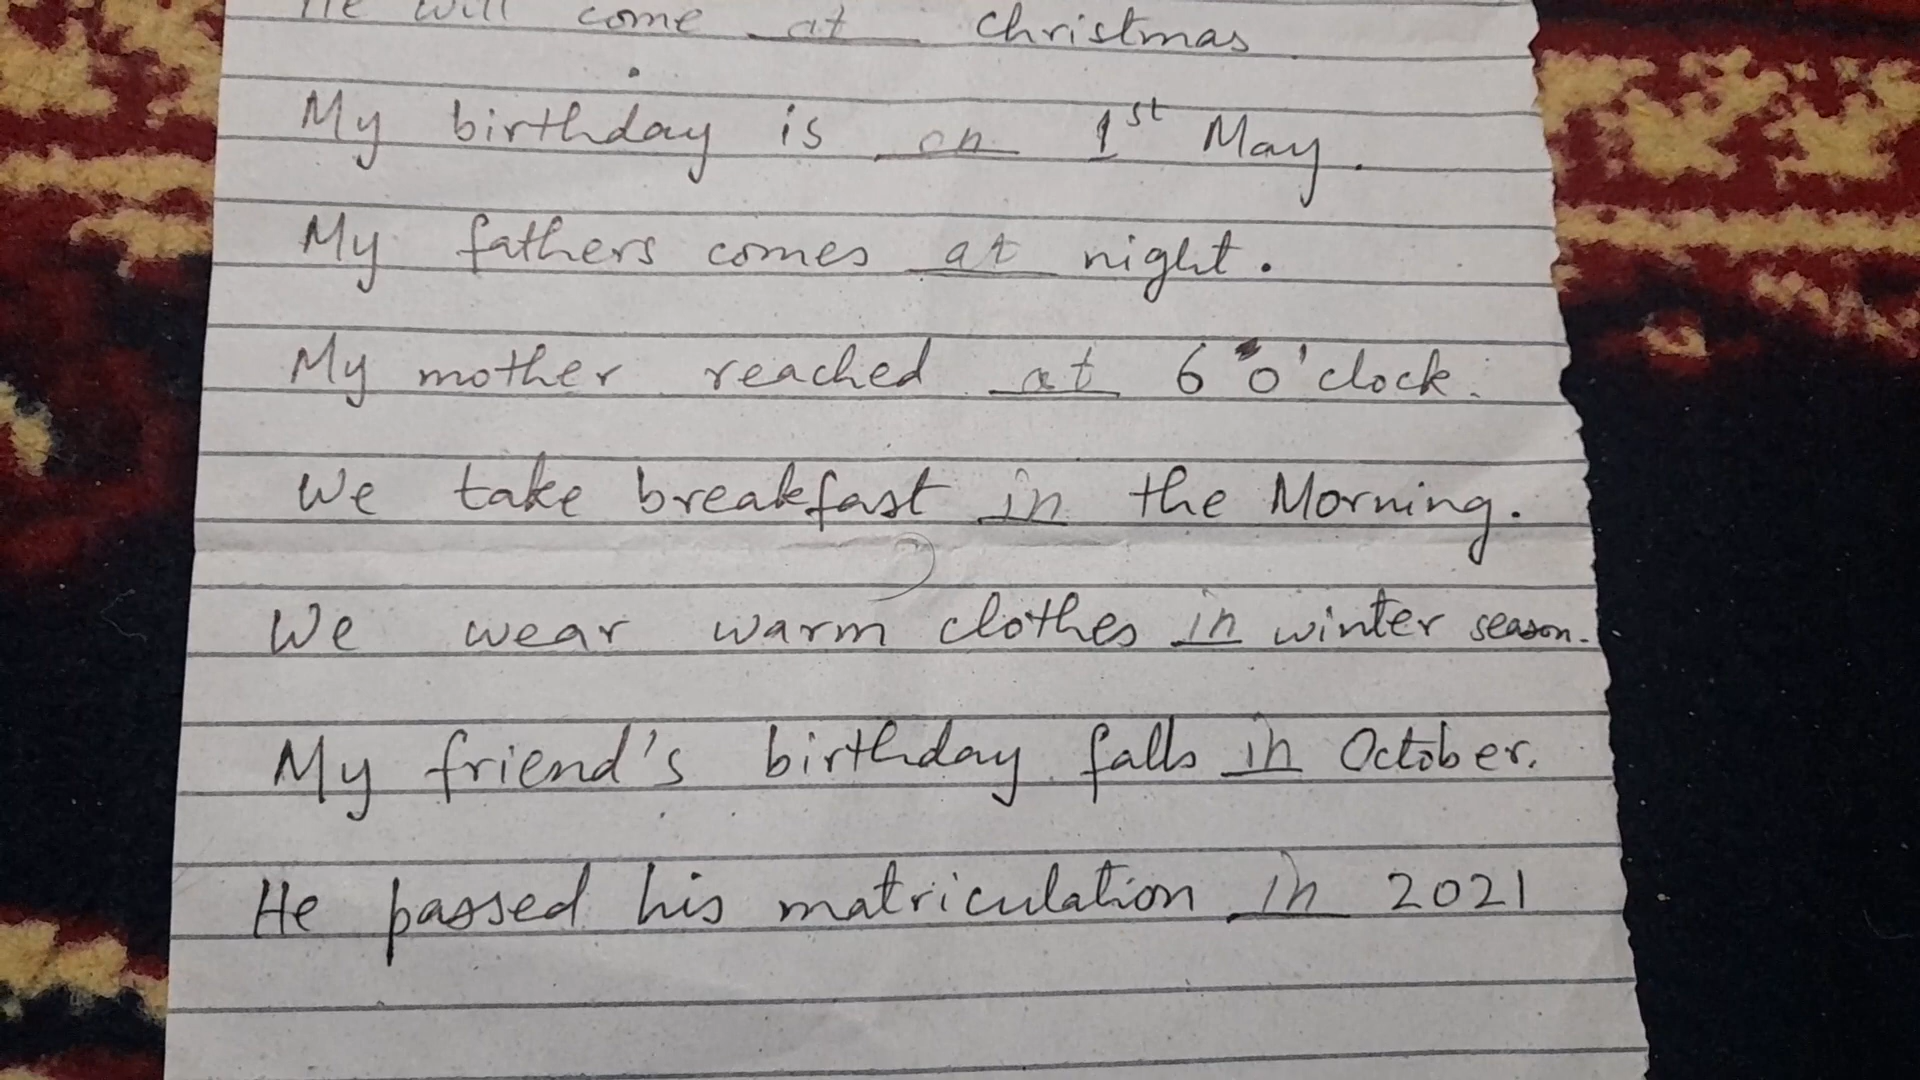 He will come at Christmas
My birthday is on 1st May.
My fathers comes at night.
My mother reached at 6 o'clock.
We take breakfast in the Morning.
We wear warm clothes in winter season.
My friend's birthday falls in October.
He passed his matriculation in 2021